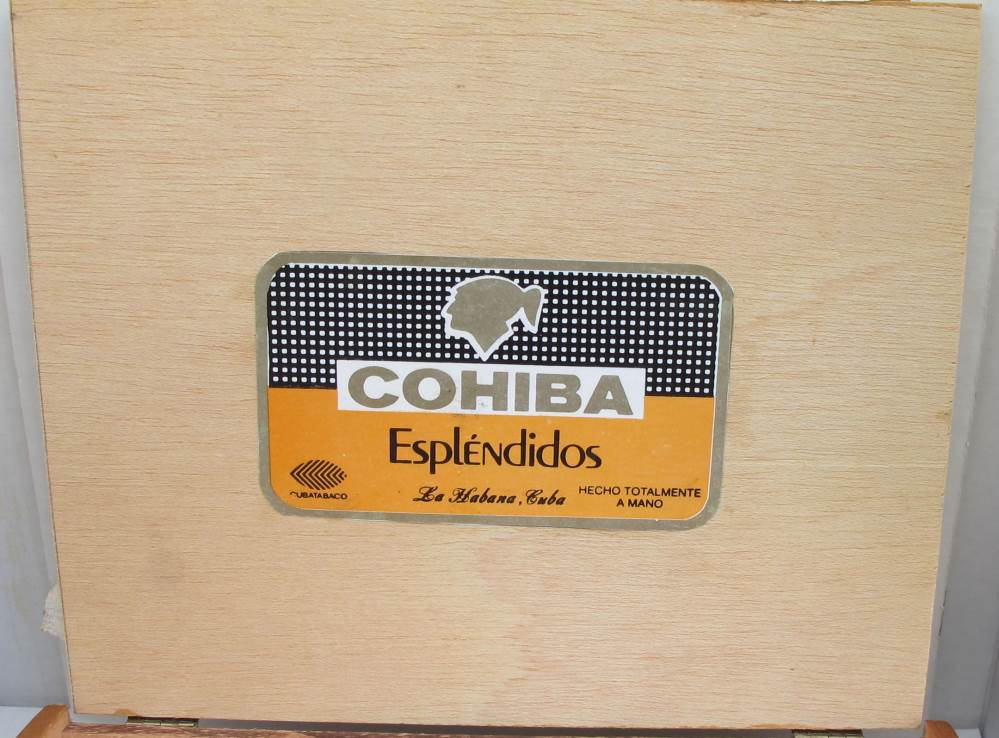 COHIBA
Espléndidos
CUBATABACO
La Habana, Cuba
HECHO TOTALMENTE
A MANO